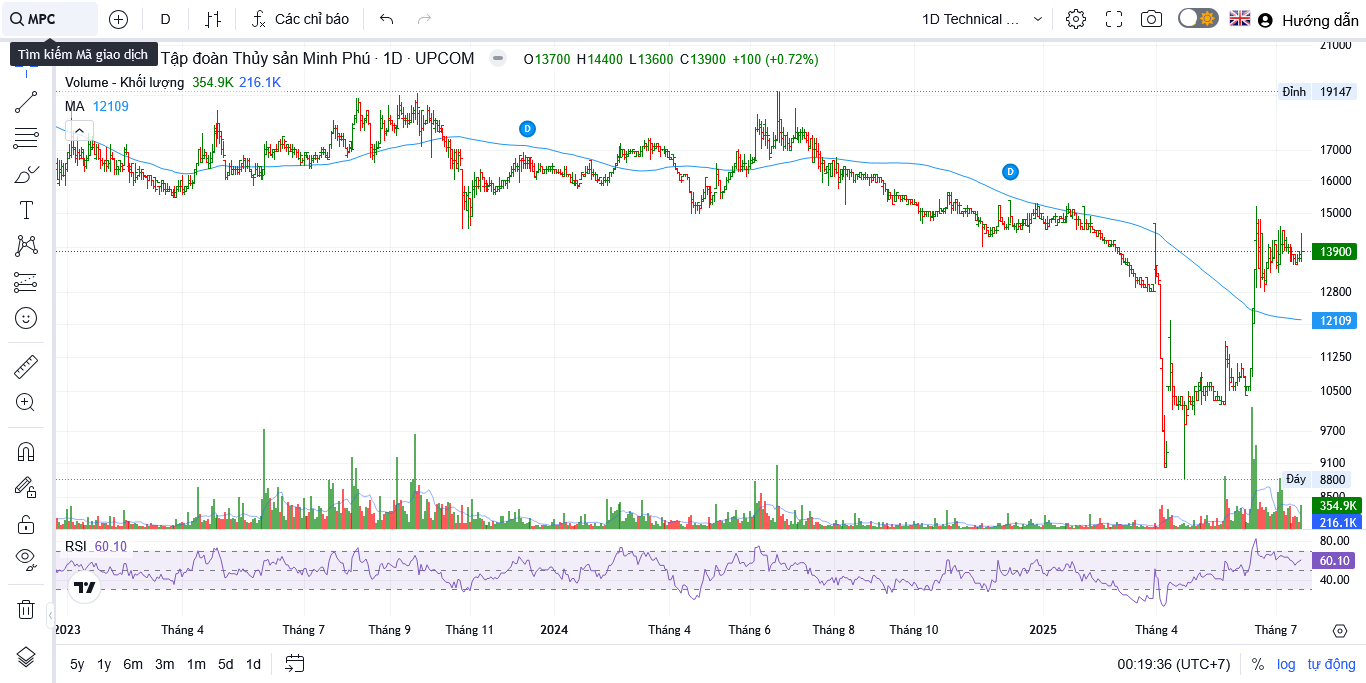 MPC
D
Các chỉ báo
1D Technical ...
Hướng dẫn
Tìm kiếm Mã giao dịch
Tập đoàn Thủy sản Minh Phú · 1D · UPCOM
O13700 H14400 L13600 C13900 +100 (+0.72%)
Volume - Khối lượng 354.9K 216.1K
MA 12109
D
D
21000
Đỉnh 19147
17000
16000
15000
13900
12800
12109
11250
10500
9700
9100
Đáy 8800
8500
354.9K
216.1K
RSI 60.10
80.00
60.10
40.00
2023
Tháng 4
Tháng 7
Tháng 9
Tháng 11
2024
Tháng 4
Tháng 6
Tháng 8
Tháng 10
2025
Tháng 4
Tháng 7
5y 1y 6m 3m 1m 5d 1d
00:19:36 (UTC+7)
% log tự động